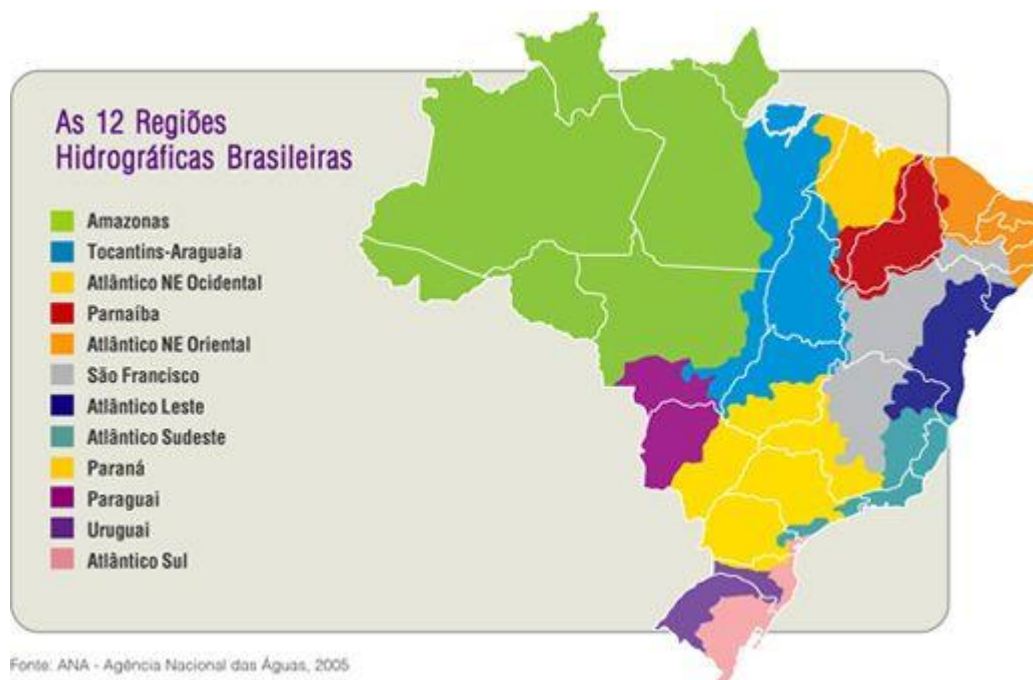 As 12 Regiões
Hidrográficas Brasileiras
Amazonas
Tocantins-Araguaia
Atlântico NE Ocidental
Parnaíba
Atlântico NE Oriental
São Francisco
Atlântico Leste
Atlântico Sudeste
Paraná
Paraguai
Uruguai
Atlântico Sul
Fonte: ANA - Agência Nacional das Águas, 2005